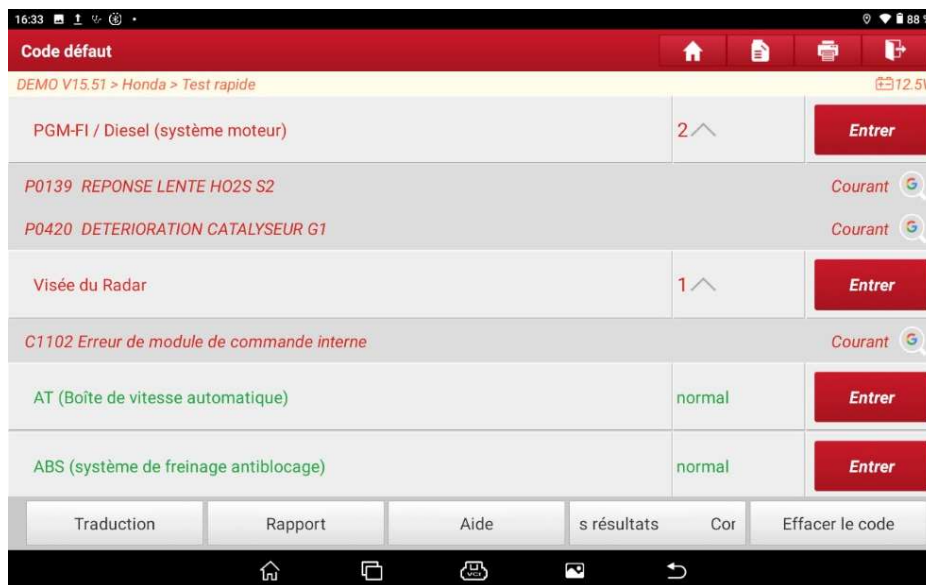 16:33 88 %
Code défaut
DEMO V15.51 > Honda > Test rapide 12.5V
PGM-FI / Diesel (système moteur) 2 Entrer
P0139 REPONSE LENTE HO2S S2 Courant G
P0420 DETERIORATION CATALYSEUR G1 Courant G
Visée du Radar 1 Entrer
C1102 Erreur de module de commande interne Courant G
AT (Boîte de vitesse automatique) normal Entrer
ABS (système de freinage antiblocage) normal Entrer
Traduction Rapport Aide s résultats Cor Effacer le code
VCI